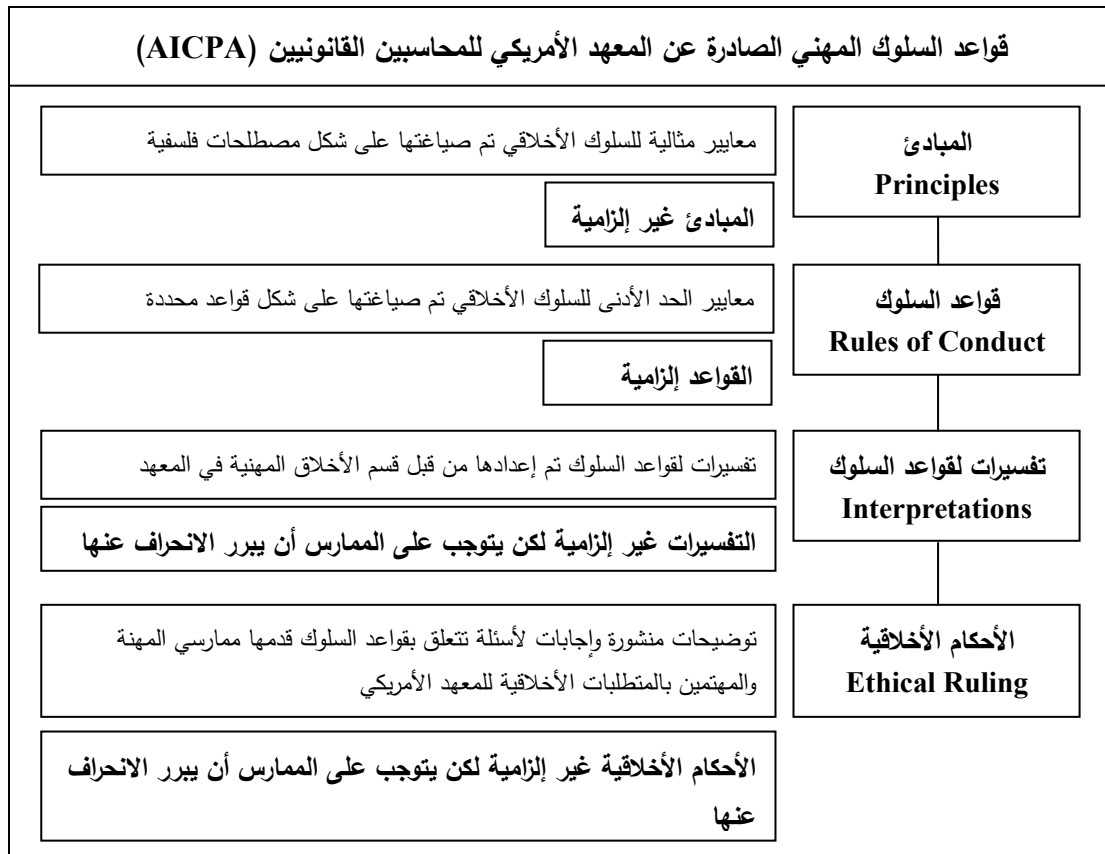 قواعد السلوك المهني الصادرة عن المعهد الأمريكي للمحاسبين القانونيين (AICPA)
المبادئ
Principles
معايير مثالية للسلوك الأخلاقي تم صياغتها على شكل مصطلحات فلسفية
المبادئ غير إلزامية
قواعد السلوك
Rules of Conduct
معايير الحد الأدنى للسلوك الأخلاقي تم صياغتها على شكل قواعد محددة
القواعد إلزامية
تفسيرات لقواعد السلوك
Interpretations
تفسيرات لقواعد السلوك تم إعدادها من قبل قسم الأخلاق المهنية في المعهد
التفسيرات غير إلزامية لكن يتوجب على الممارس أن يبرر الانحراف عنها
الأحكام الأخلاقية
Ethical Ruling
توضيحات منشورة وإجابات لأسئلة تتعلق بقواعد السلوك قدمها ممارسي المهنة
والمهتمين بالمتطلبات الأخلاقية للمعهد الأمريكي
الأحكام الأخلاقية غير إلزامية لكن يتوجب على الممارس أن يبرر الانحراف
عنها